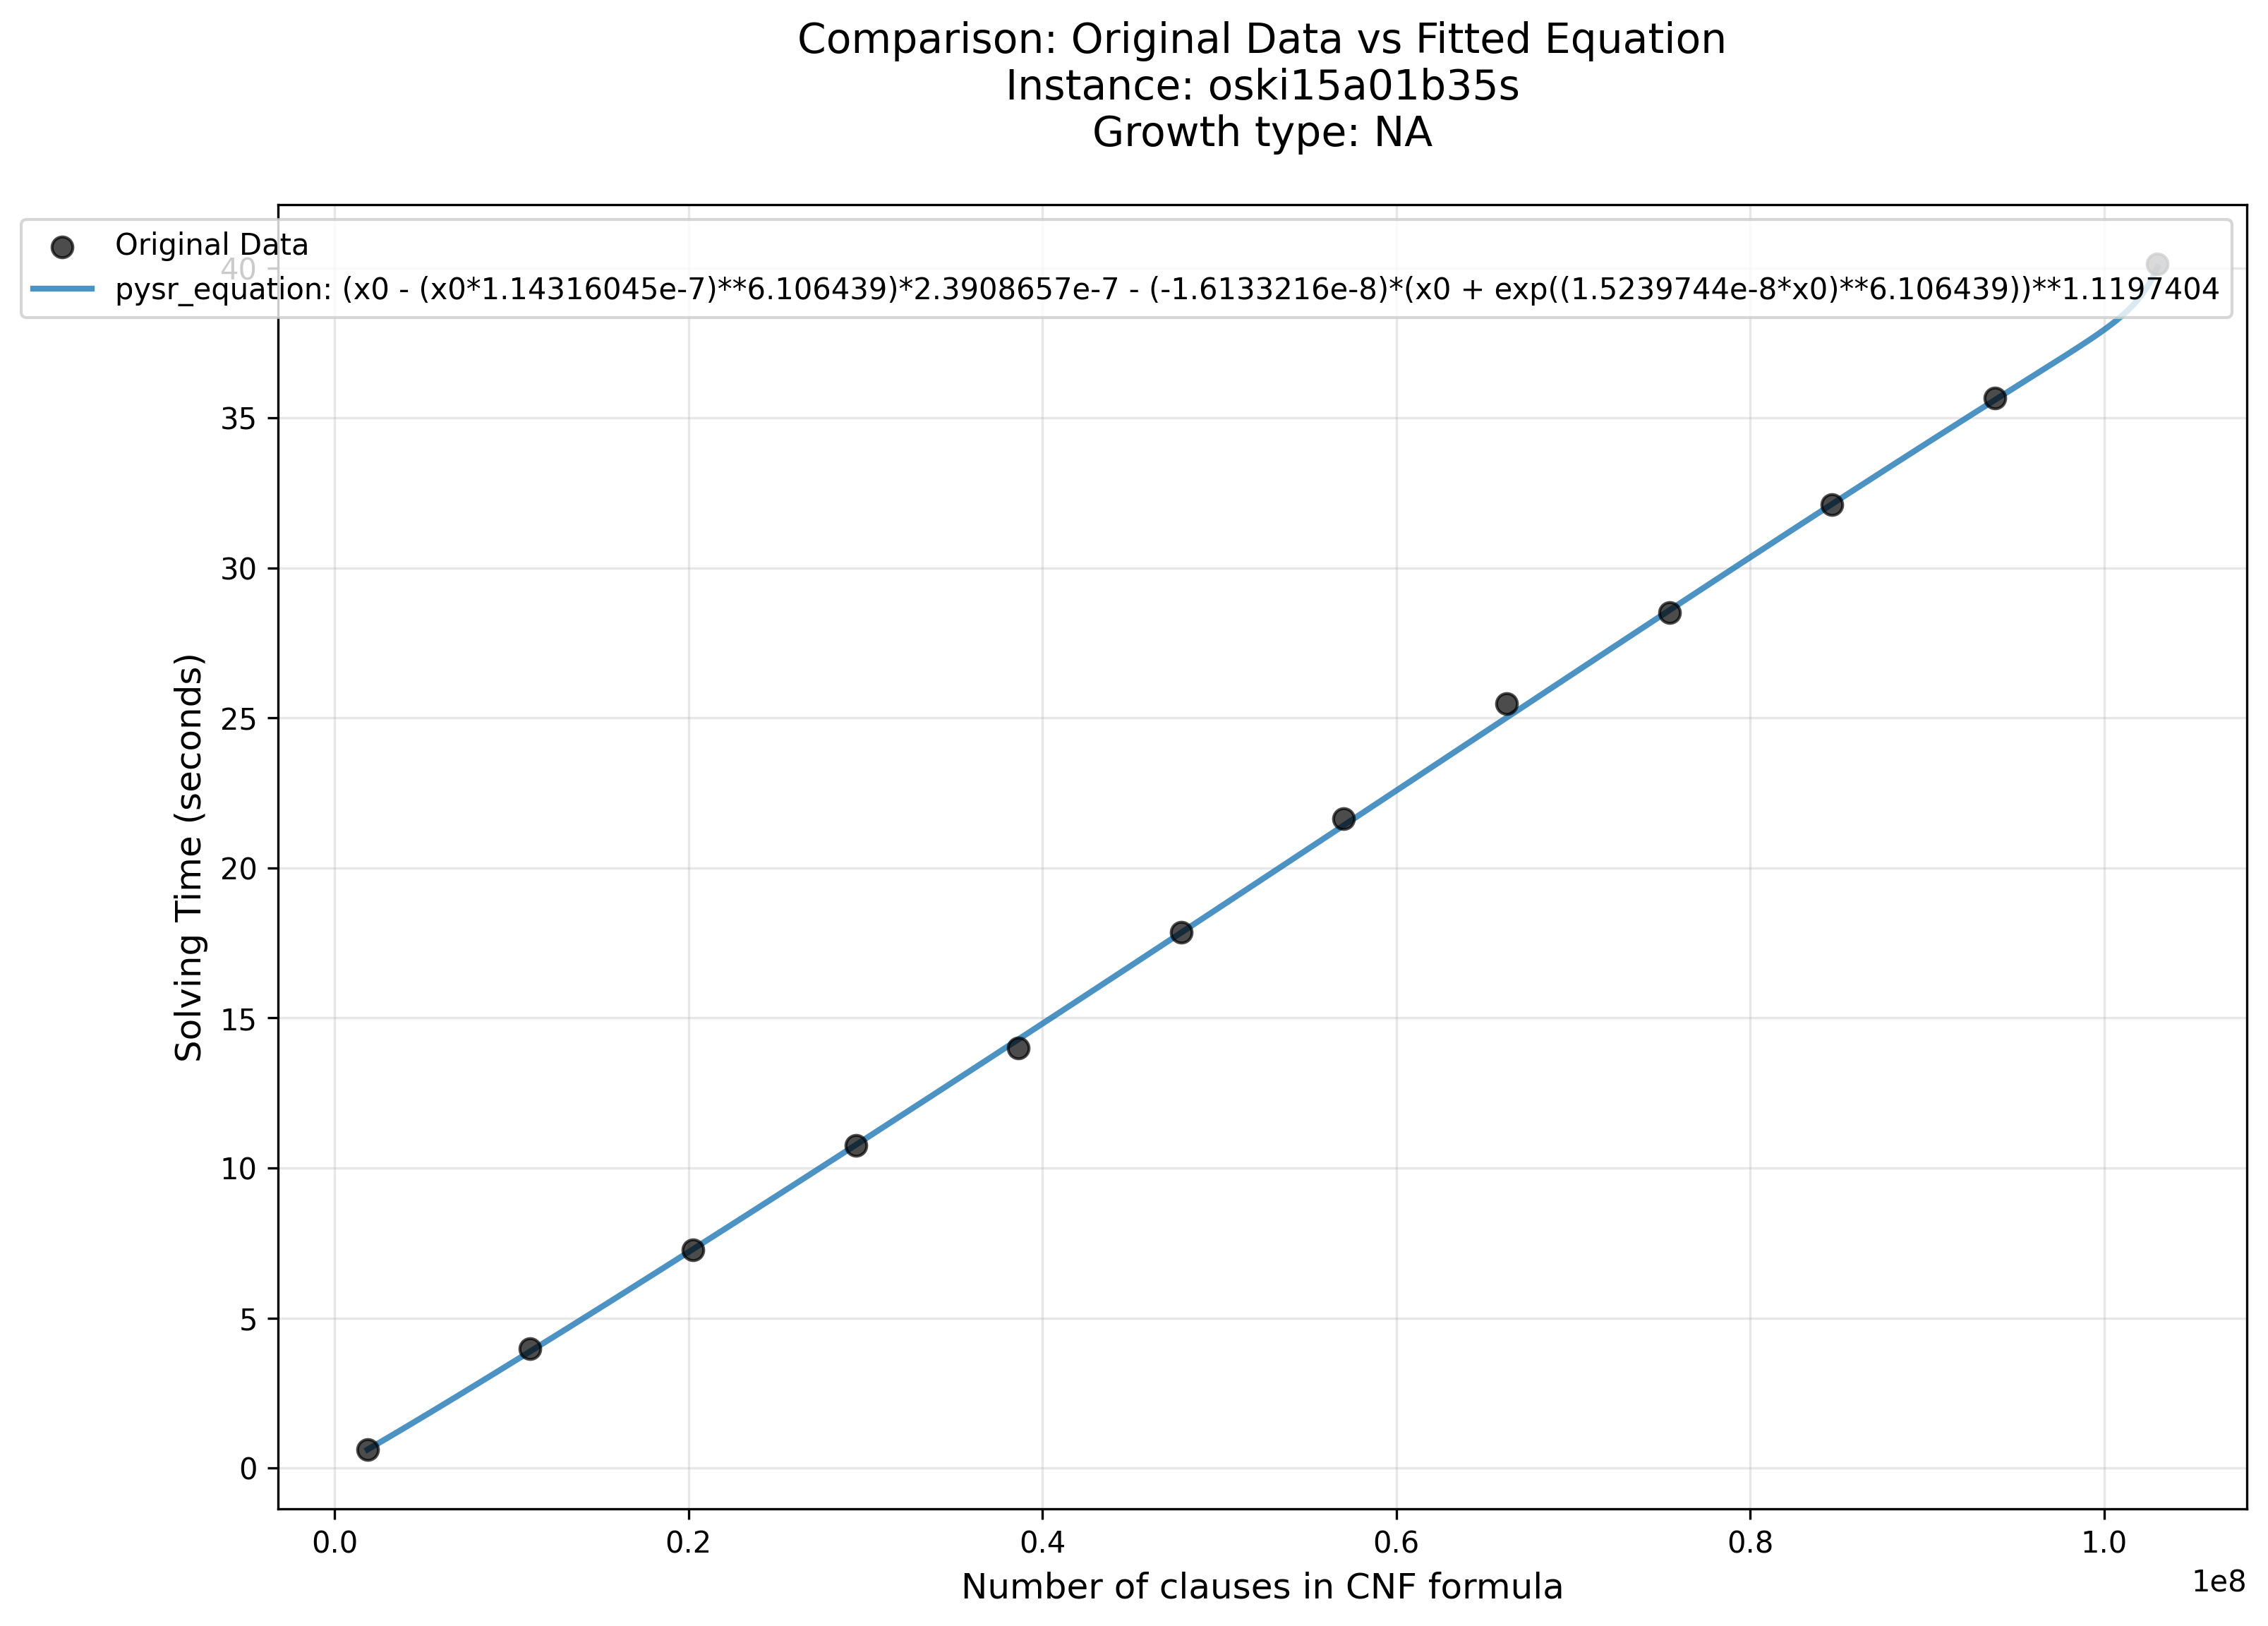 Comparison: Original Data vs Fitted Equation
Instance: oski15a01b35s
Growth type: NA
Original Data
pysr_equation: (x0 - (x0*1.14316045e-7)**6.106439)*2.3908657e-7 - (-1.6133216e-8)*(x0 + exp((1.5239744e-8*x0)**6.106439))**1.1197404
40
35
30
25
20
15
10
5
0
Solving Time (seconds)
0.0 0.2 0.4 0.6 0.8 1.0
1e8
Number of clauses in CNF formula